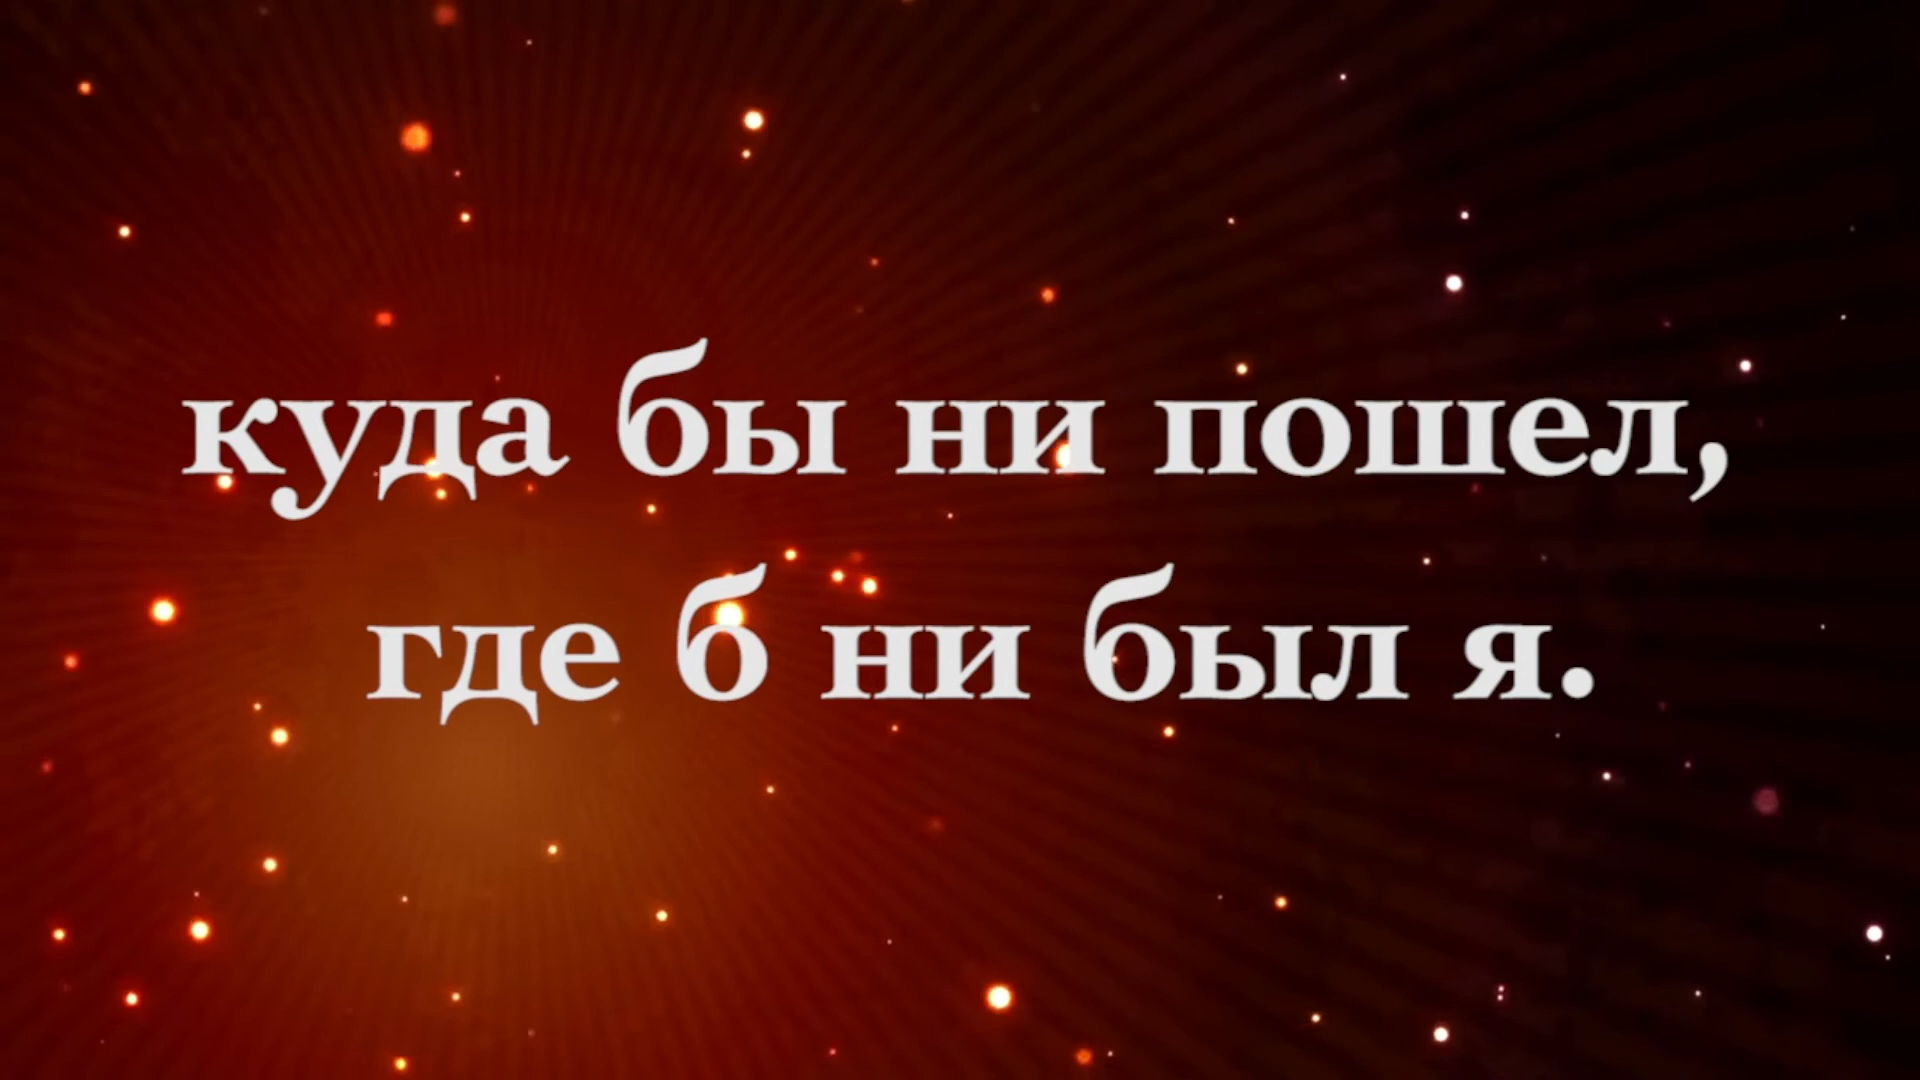 куда бы ни пошел,
где б ни был я.